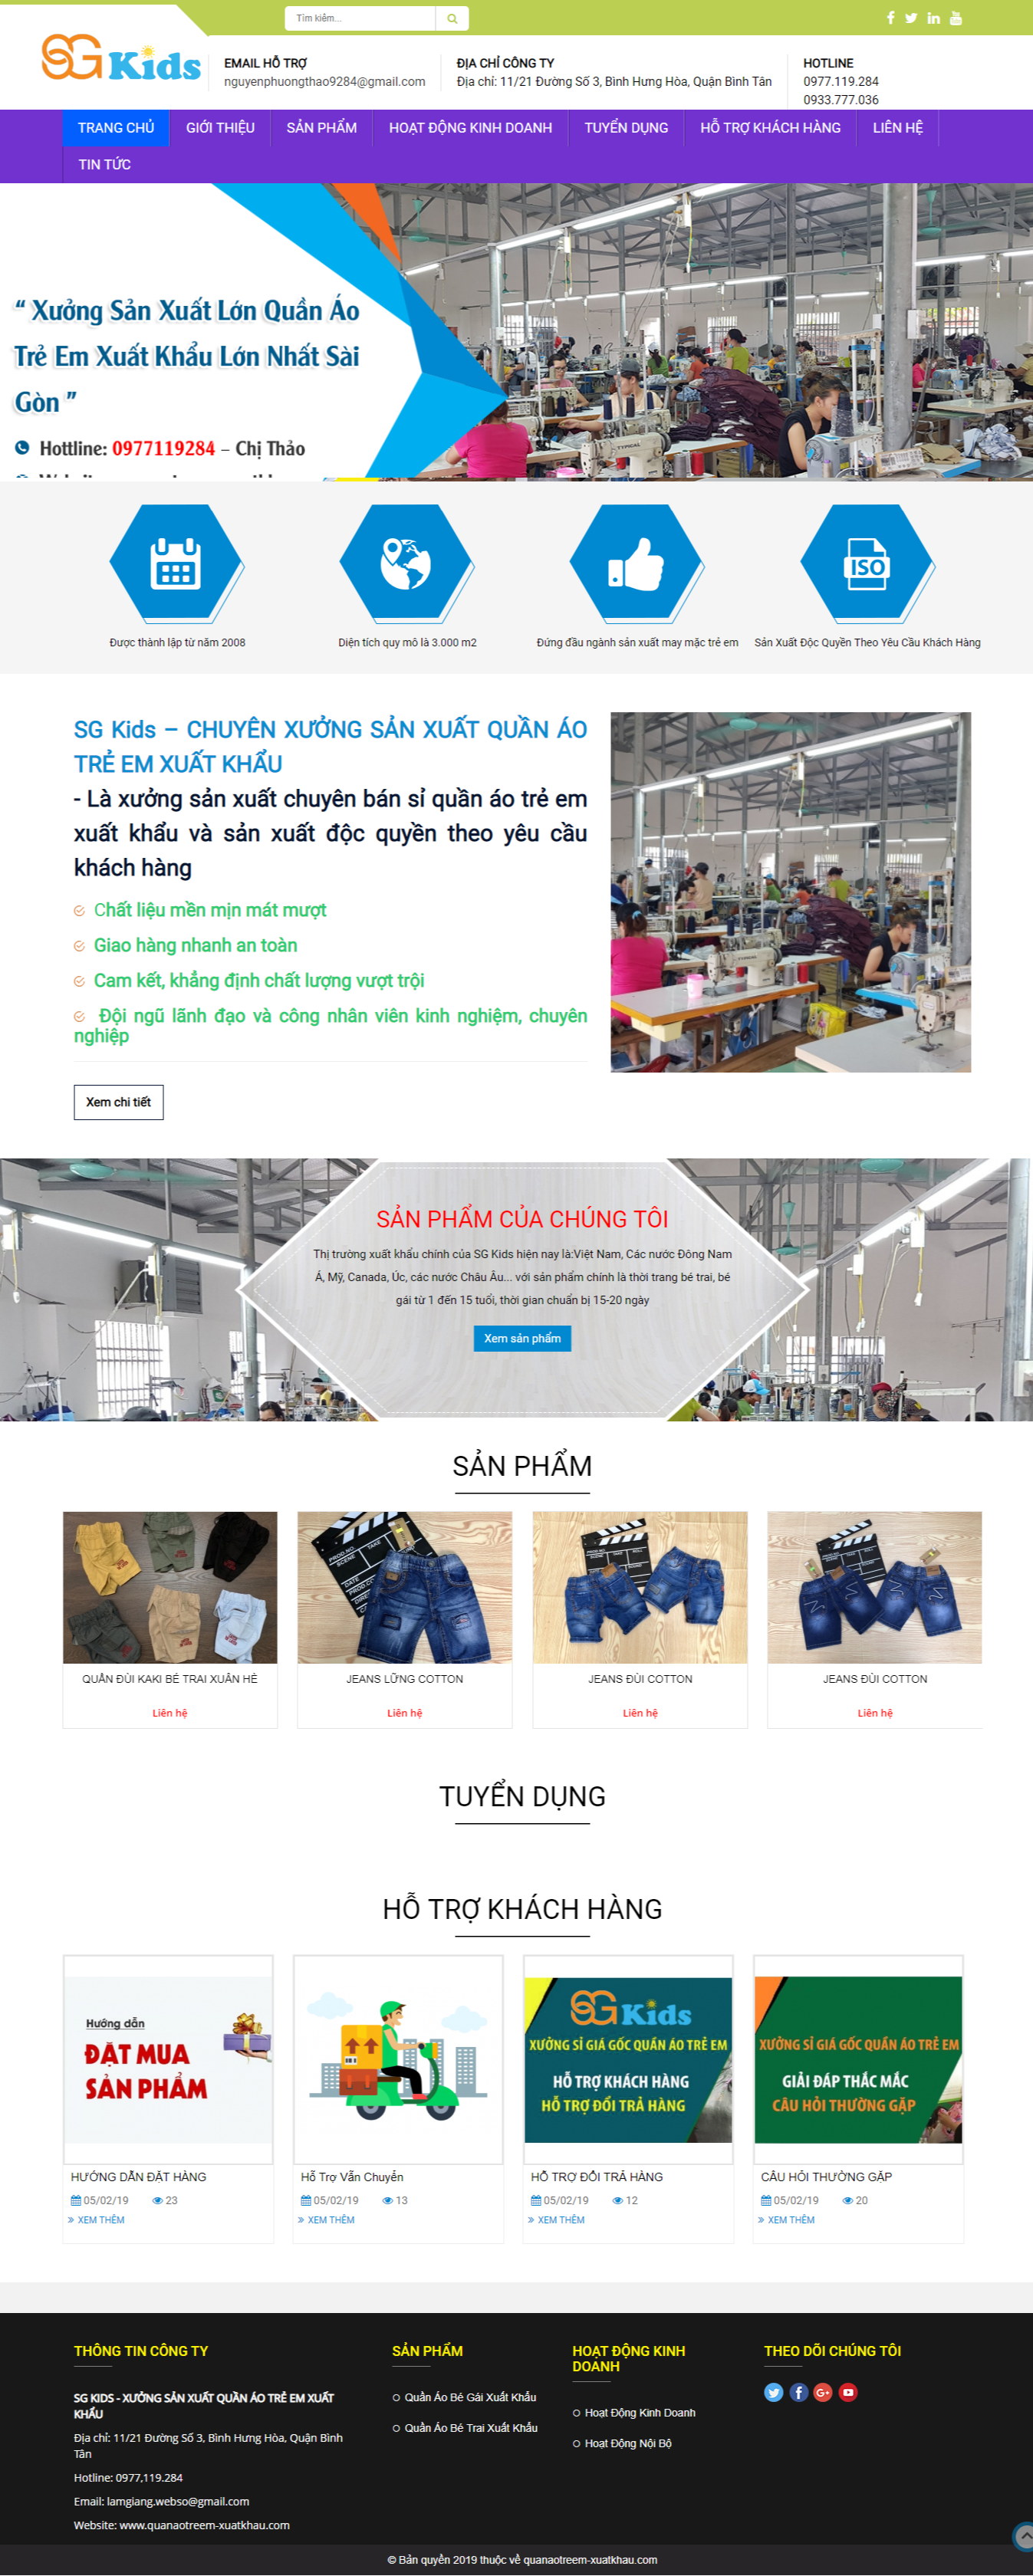 Tìm kiếm...
SG Kids
EMAIL HỖ TRỢ
nguyenphuongthao9284@gmail.com
ĐỊA CHỈ CÔNG TY
Địa chỉ: 11/21 Đường Số 3, Bình Hưng Hòa, Quận Bình Tân
HOTLINE
0977.119.284
0933.777.036
TRANG CHỦ
GIỚI THIỆU
SẢN PHẨM
HOẠT ĐỘNG KINH DOANH
TUYỂN DỤNG
HỖ TRỢ KHÁCH HÀNG
LIÊN HỆ
TIN TỨC
“ Xưởng Sản Xuất Lớn Quần Áo
Trẻ Em Xuất Khẩu Lớn Nhất Sài
Gòn ”
Hottline: 0977119284 – Chị Thảo
TYPICAL
ISO
Được thành lập từ năm 2008
Diện tích quy mô là 3.000 m2
Đứng đầu ngành sản xuất may mặc trẻ em
Sản Xuất Độc Quyền Theo Yêu Cầu Khách Hàng
SG Kids – CHUYÊN XƯỞNG SẢN XUẤT QUẦN ÁO
TRẺ EM XUẤT KHẨU
- Là xưởng sản xuất chuyên bán sỉ quần áo trẻ em
xuất khẩu và sản xuất độc quyền theo yêu cầu
khách hàng
Chất liệu mền mịn mát mượt
Giao hàng nhanh an toàn
Cam kết, khẳng định chất lượng vượt trội
Đội ngũ lãnh đạo và công nhân viên kinh nghiệm, chuyên
nghiệp
Xem chi tiết
SẢN PHẨM CỦA CHÚNG TÔI
Thị trường xuất khẩu chính của SG Kids hiện nay là:Việt Nam, Các nước Đông Nam
Á, Mỹ, Canada, Úc, các nước Châu Âu... với sản phẩm chính là thời trang bé trai, bé
gái từ 1 đến 15 tuổi, thời gian chuẩn bị 15-20 ngày
Xem sản phẩm
SẢN PHẨM
QUẦN ĐÙI KAKI BÉ TRAI XUÂN HÈ
Liên hệ
JEANS LỮNG COTTON
Liên hệ
JEANS ĐÙI COTTON
Liên hệ
JEANS ĐÙI COTTON
Liên hệ
TUYỂN DỤNG
HỖ TRỢ KHÁCH HÀNG
Hướng dẫn
ĐẶT MUA
SẢN PHẨM
HƯỚNG DẪN ĐẶT HÀNG
05/02/19 23
XEM THÊM
Hỗ Trợ Vẫn Chuyển
05/02/19 13
XEM THÊM
SG Kids
XƯỞNG SỈ GIÁ GỐC QUẦN ÁO TRẺ EM
HỖ TRỢ KHÁCH HÀNG
HỖ TRỢ ĐỔI TRẢ HÀNG
HỖ TRỢ ĐỔI TRẢ HÀNG
05/02/19 12
XEM THÊM
XƯỞNG SỈ GIÁ GỐC QUẦN ÁO TRẺ EM
GIẢI ĐÁP THẮC MẮC
CÂU HỎI THƯỜNG GẶP
CÂU HỎI THƯỜNG GẶP
05/02/19 20
XEM THÊM
THÔNG TIN CÔNG TY
SG KIDS - XƯỞNG SẢN XUẤT QUẦN ÁO TRẺ EM XUẤT
KHẨU
Địa chỉ: 11/21 Đường Số 3, Bình Hưng Hòa, Quận Bình
Tân
Hotline: 0977,119.284
Email: lamgiang.webso@gmail.com
Website: www.quanaotreem-xuatkhau.com
SẢN PHẨM
Quần Áo Bé Gái Xuất Khẩu
Quần Áo Bé Trai Xuất Khẩu
HOẠT ĐỘNG KINH
DOANH
Hoạt Động Kinh Doanh
Hoạt Động Nội Bộ
THEO DÕI CHÚNG TÔI
© Bản quyền 2019 thuộc về quanaotreem-xuatkhau.com